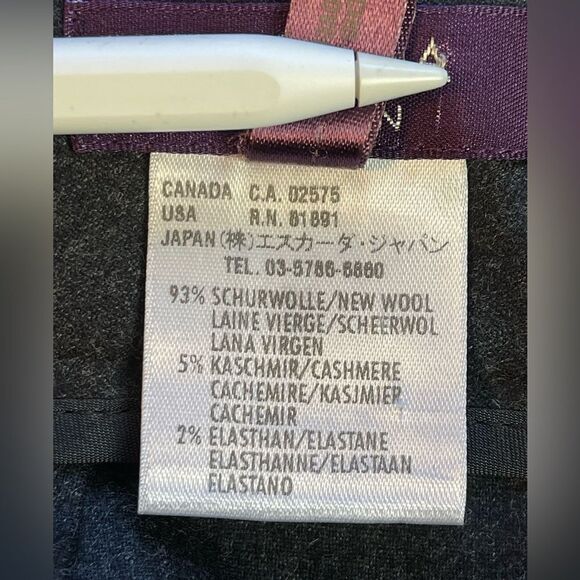 CANADA C.A. 02575
USA R.N. 81891
JAPAN (株)エスカーダ・ジャパン
TEL. 03-5786-8860
93% SCHURWOLLE/NEW WOOL
LAINE VIERGE/SCHEERWOL
LANA VIRGEN
5% KASCHMIR/CASHMERE
CACHEMIRE/KASJMIER
CACHEMIR
2% ELASTHAN/ELASTANE
ELASTHANNE/ELASTAAN
ELASTANO